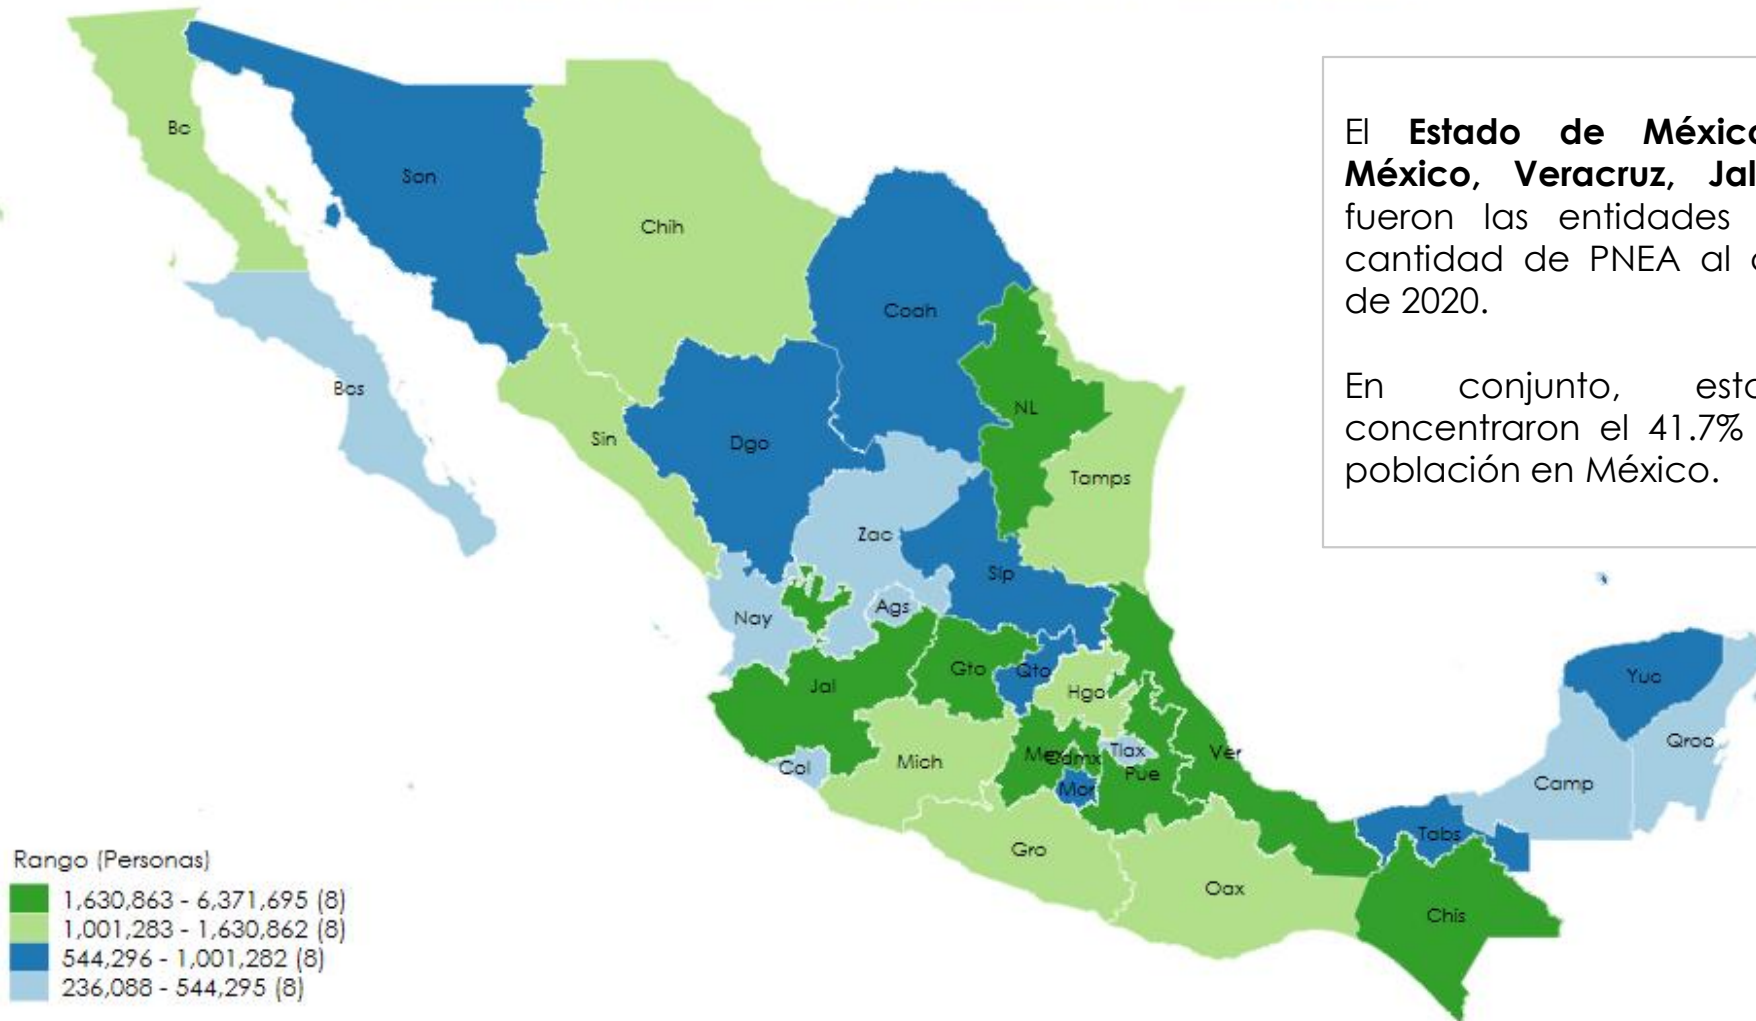 Bc
Son
Chih
Coah
Bcs
Sin
Dgo
NL
Tamps
Zac
Slp
Nay
Ags
Jal
Gto
Qto
Hgo
Col
Mich
Mex
Cdmx
Tlax
Pue
Mor
Ver
Gro
Oax
Chis
Tabs
Camp
Yuc
Qroo
El Estado de México
México, Veracruz, Jal
fueron las entidades
cantidad de PNEA al
de 2020.
En conjunto, esta
concentraron el 41.7%
población en México.
Rango (Personas)
1,630,863 - 6,371,695 (8)
1,001,283 - 1,630,862 (8)
544,296 - 1,001,282 (8)
236,088 - 544,295 (8)